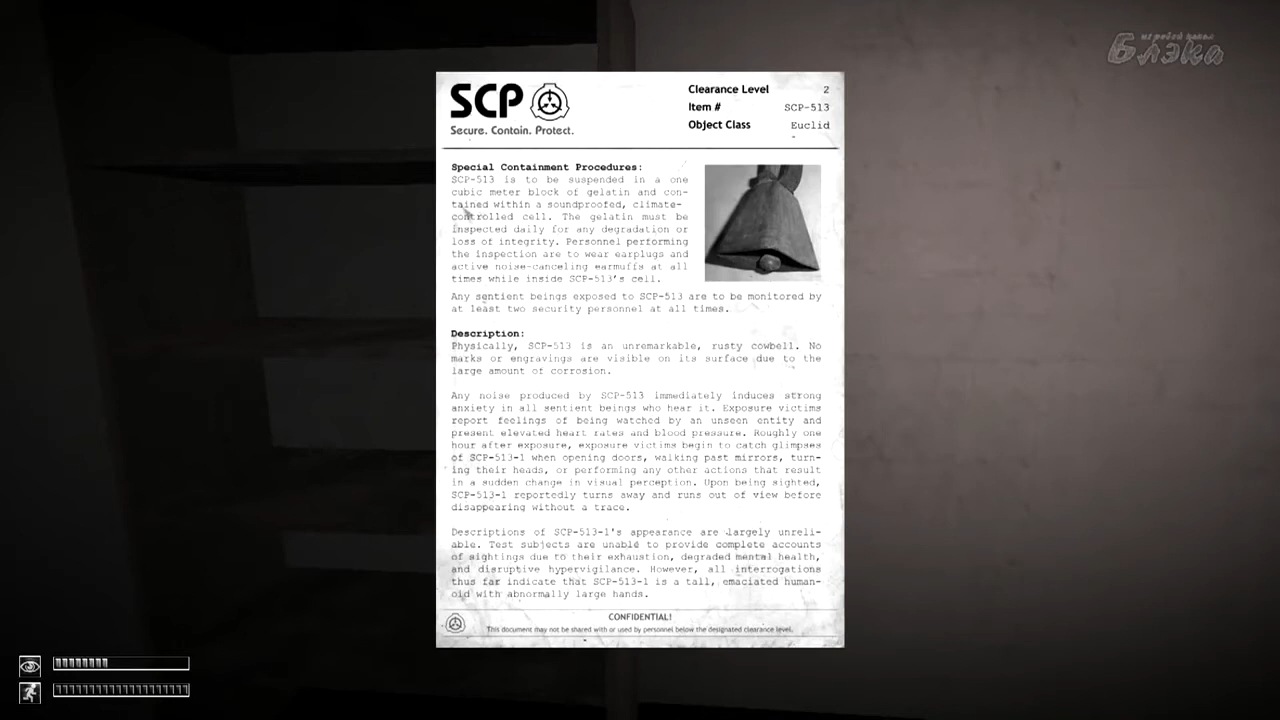 игровой канал
Блэка
SCP
Secure. Contain. Protect.
Clearance Level 2
Item # SCP-513
Object Class Euclid
Special Containment Procedures:
SCP-513 is to be suspended in a one
cubic meter block of gelatin and con-
tained within a soundproofed, climate-
controlled cell. The gelatin must be
inspected daily for any degradation or
loss of integrity. Personnel performing
the inspection are to wear earplugs and
active noise-canceling earmuffs at all
times while inside SCP-513's cell.
Any sentient beings exposed to SCP-513 are to be monitored by
at least two security personnel at all times.
Description:
Physically, SCP-513 is an unremarkable, rusty cowbell. No
marks or engravings are visible on its surface due to the
large amount of corrosion.
Any noise produced by SCP-513 immediately induces strong
anxiety in all sentient beings who hear it. Exposure victims
report feelings of being watched by an unseen entity and
present elevated heart rates and blood pressure. Roughly one
hour after exposure, exposure victims begin to catch glimpses
of SCP-513-1 when opening doors, walking past mirrors, turn-
ing their heads, or performing any other actions that result
in a sudden change in visual perception. Upon being sighted,
SCP-513-1 reportedly turns away and runs out of view before
disappearing without a trace.
Descriptions of SCP-513-1's appearance are largely unreli-
able. Test subjects are unable to provide complete accounts
of sightings due to their exhaustion, degraded mental health,
and disruptive hypervigilance. However, all interrogations
thus far indicate that SCP-513-1 is a tall, emaciated human-
oid with abnormally large hands.
CONFIDENTIAL!
This document may not be shared with or used by personnel below the designated clearance level.